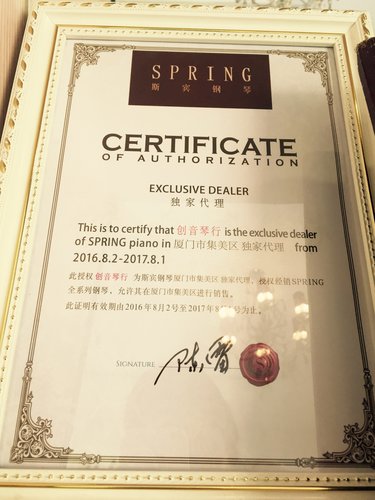 SPRING
斯宾钢琴
CERTIFICATE
OF AUTHORIZATION
EXCLUSIVE DEALER
独家代理
This is to certify that 创音琴行 is the exclusive dealer
of SPRING piano in 厦门市集美区 独家代理 from
2016.8.2-2017.8.1
此授权 创音琴行 为斯宾钢琴厦门市集美区 独家代理，授权经销SPRING
全系列钢琴，允许其在厦门市集美区进行销售。
此证明有效期由2016年8月2号至2017年8月 号为止。
SIGNATURE